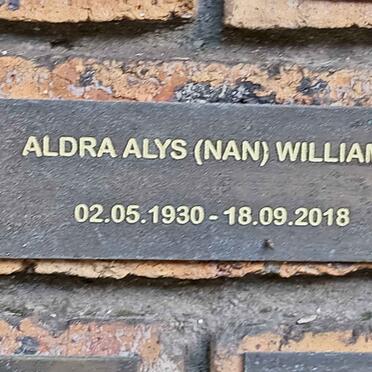 ALDRA ALYS (NAN) WILLIAM
02.05.1930 - 18.09.2018